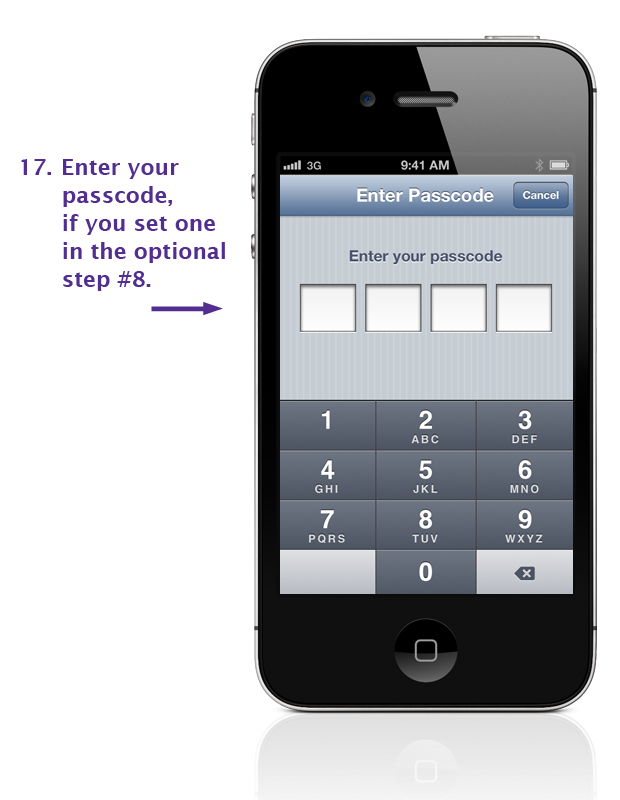 17. Enter your
passcode,
if you set one
in the optional
step #8.
3G 9:41 AM
Enter Passcode Cancel
Enter your passcode
1 2 3
ABC DEF
4 5 6
GHI JKL MNO
7 8 9
PQRS TUV WXYZ
0